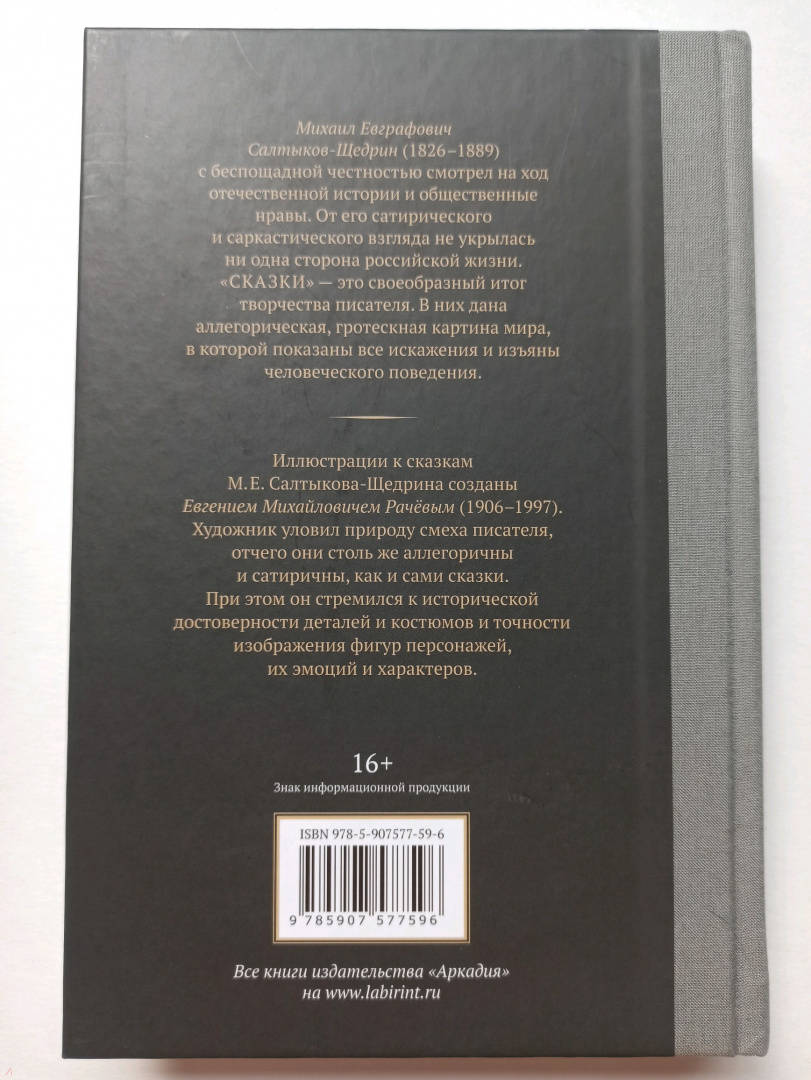 Михаил Евграфович
Салтыков-Щедрин (1826–1889)
с беспощадной честностью смотрел на ход
отечественной истории и общественные
нравы. От его сатирического
и саркастического взгляда не укрылась
ни одна сторона российской жизни.
«СКАЗКИ» — это своеобразный итог
творчества писателя. В них дана
аллегорическая, гротескная картина мира,
в которой показаны все искажения и изъяны
человеческого поведения.
Иллюстрации к сказкам
М. Е. Салтыкова-Щедрина созданы
Евгением Михайловичем Рачёвым (1906–1997).
Художник уловил природу смеха писателя,
отчего они столь же аллегоричны
и сатиричны, как и сами сказки.
При этом он стремился к исторической
достоверности деталей и костюмов и точности
изображения фигур персонажей,
их эмоций и характеров.
16+
Знак информационной продукции
ISBN 978-5-907577-59-6
9 785907 577596
Все книги издательства «Аркадия»
на www.labirint.ru